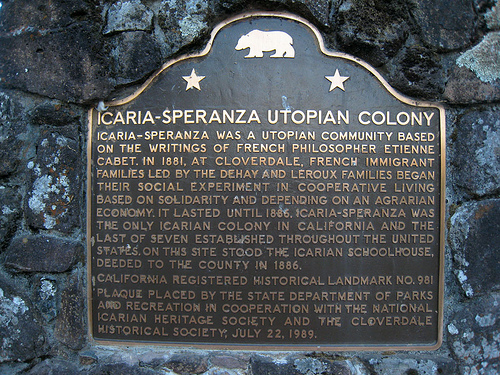 ICARIA-SPERANZA UTOPIAN COLONY
ICARIA-SPERANZA WAS A UTOPIAN COMMUNITY BASED
ON THE WRITINGS OF FRENCH PHILOSOPHER ETIENNE
CABET. IN 1881, AT CLOVERDALE, FRENCH IMMIGRANT
FAMILIES LED BY THE DEHAY AND LEROUX FAMILIES BEGAN
THEIR SOCIAL EXPERIMENT IN COOPERATIVE LIVING
BASED ON SOLIDARITY AND DEPENDING ON AN AGRARIAN
ECONOMY. IT LASTED UNTIL 1886. ICARIA-SPERANZA WAS
THE ONLY ICARIAN COLONY IN CALIFORNIA AND THE
LAST OF SEVEN ESTABLISHED THROUGHOUT THE UNITED
STATES. ON THIS SITE STOOD THE ICARIAN SCHOOLHOUSE,
DEEDED TO THE COUNTY IN 1886.
CALIFORNIA REGISTERED HISTORICAL LANDMARK NO. 981
PLAQUE PLACED BY THE STATE DEPARTMENT OF PARKS
AND RECREATION IN COOPERATION WITH THE NATIONAL
ICARIAN HERITAGE SOCIETY AND THE CLOVERDALE
HISTORICAL SOCIETY, JULY 22, 1989.